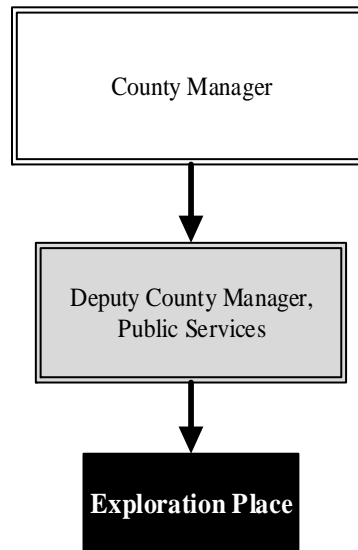 County Manager
Deputy County Manager,
Public Services
Exploration Place